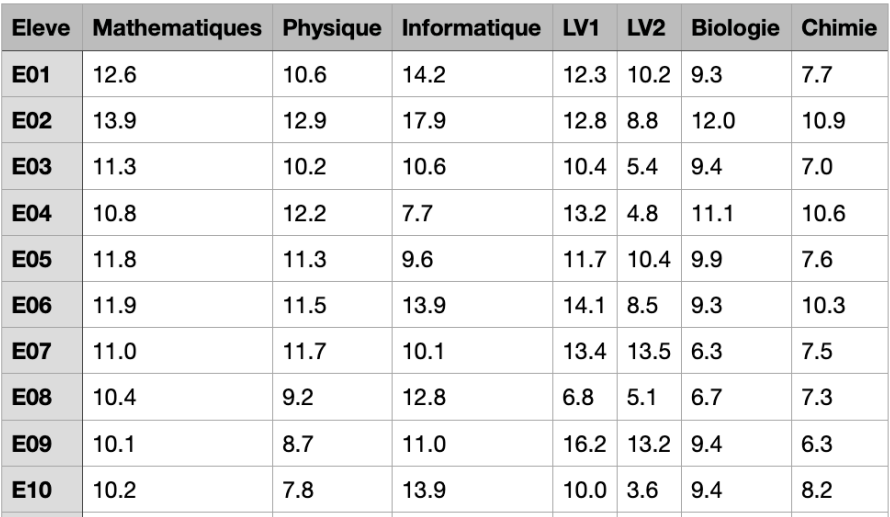 Eleve Mathematiques Physique Informatique LV1 LV2 Biologie Chimie
E01 12.6 10.6 14.2 12.3 10.2 9.3 7.7
E02 13.9 12.9 17.9 12.8 8.8 12.0 10.9
E03 11.3 10.2 10.6 10.4 5.4 9.4 7.0
E04 10.8 12.2 7.7 13.2 4.8 11.1 10.6
E05 11.8 11.3 9.6 11.7 10.4 9.9 7.6
E06 11.9 11.5 13.9 14.1 8.5 9.3 10.3
E07 11.0 11.7 10.1 13.4 13.5 6.3 7.5
E08 10.4 9.2 12.8 6.8 5.1 6.7 7.3
E09 10.1 8.7 11.0 16.2 13.2 9.4 6.3
E10 10.2 7.8 13.9 10.0 3.6 9.4 8.2